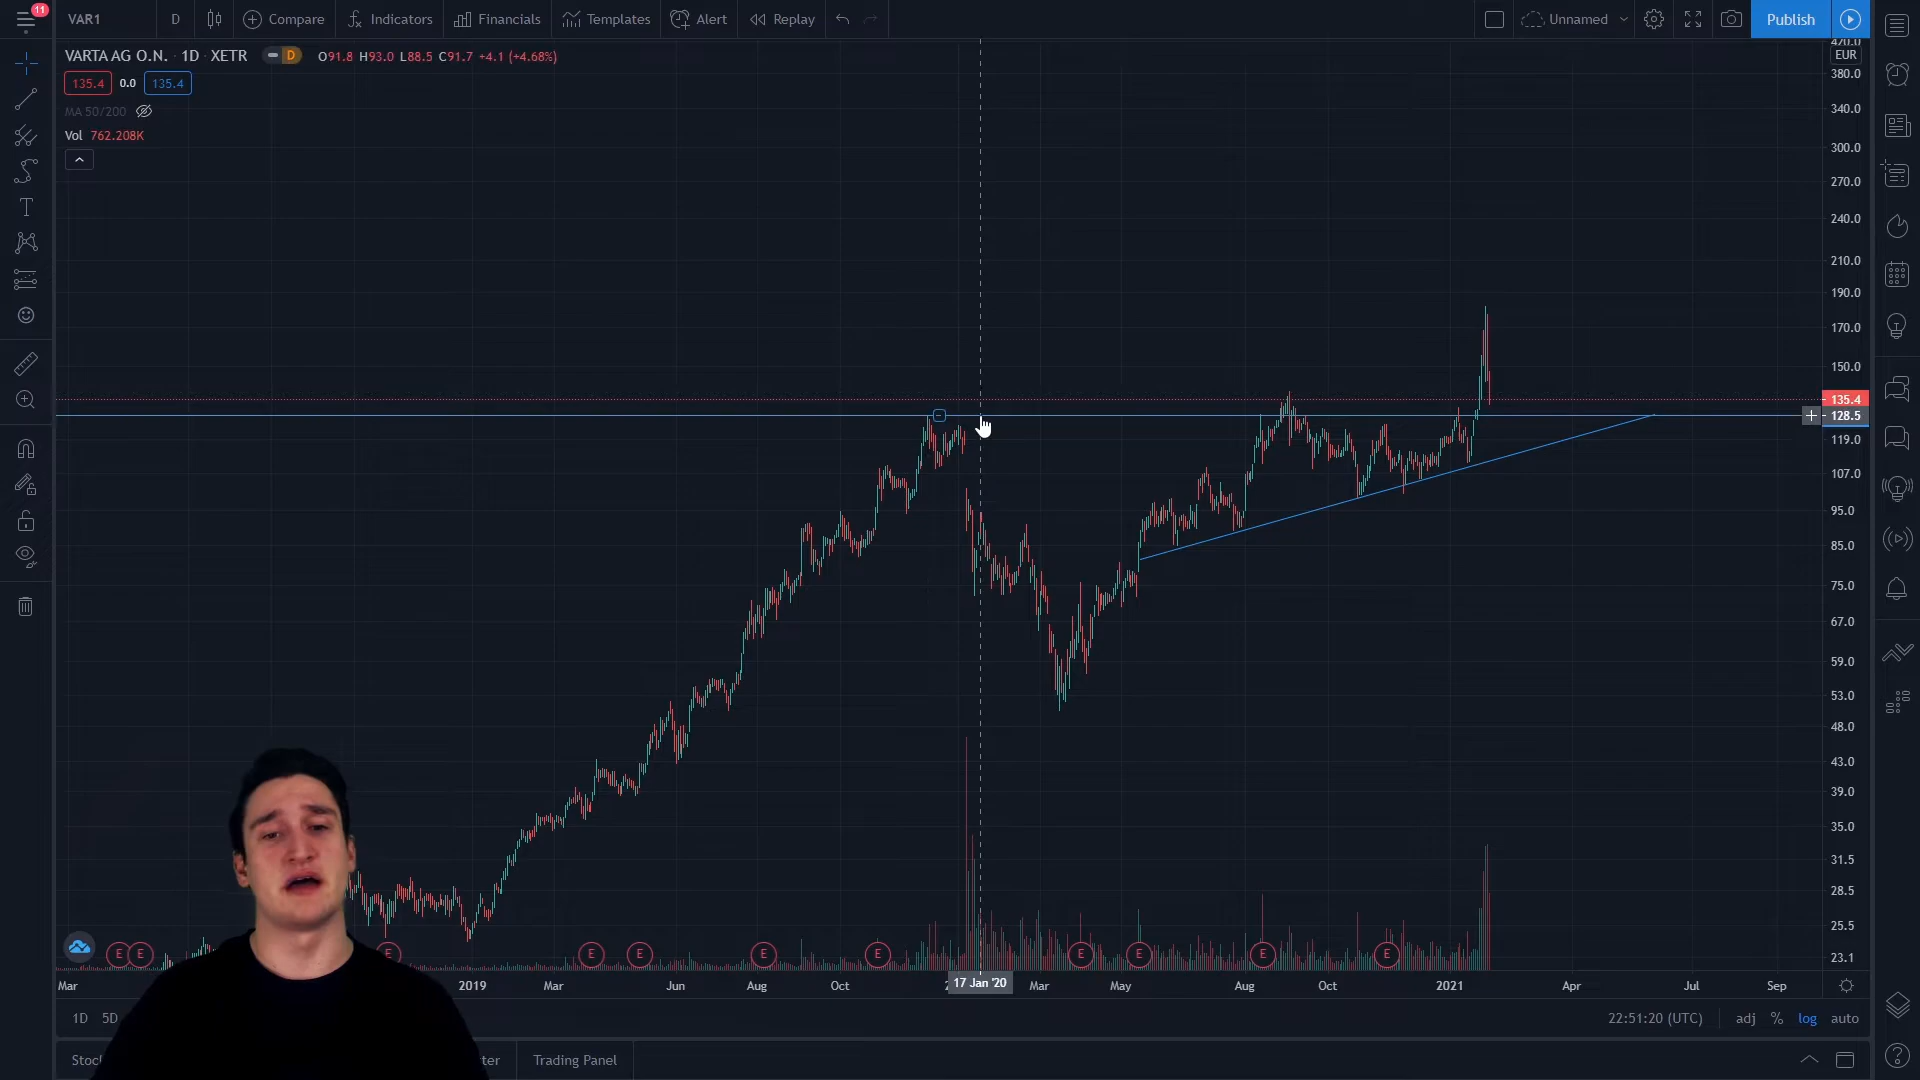 11
VAR1 D Compare Indicators Financials Templates Alert Replay Unnamed Publish
VARTA AG O.N. · 1D · XETR D O91.8 H93.0 L88.5 C91.7 +4.1 (+4.68%)
135.4 0.0 135.4
MA 50/200
Vol 762.208K
470.0
EUR
380.0
340.0
300.0
270.0
240.0
210.0
190.0
170.0
150.0
135.4
128.5
119.0
107.0
95.0
85.0
75.0
67.0
59.0
53.0
48.0
43.0
39.0
35.0
31.5
28.5
25.5
23.1
E E E E E E E E E E E
Mar 2019 Mar Jun Aug Oct 17 Jan '20 Mar May Aug Oct 2021 Apr Jul Sep
1D 5D 22:51:20 (UTC) adj % log auto
Trading Panel